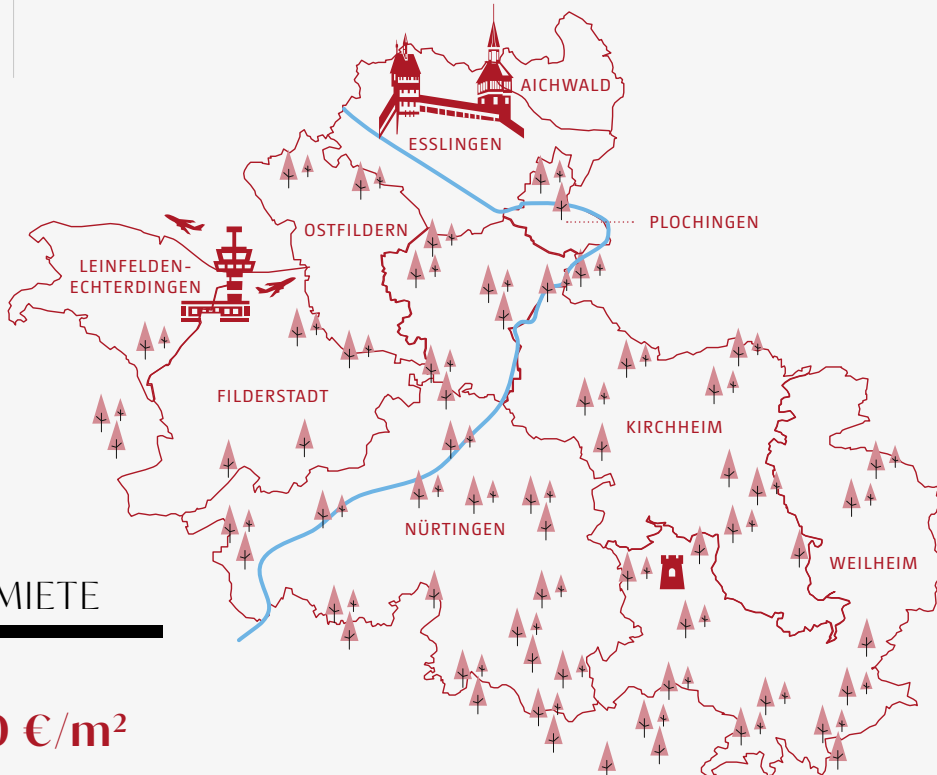 AICHWALD
ESSLINGEN
OSTFILDERN
PLOCHINGEN
LEINFELDEN-
ECHTERDINGEN
FILDERSTADT
KIRCHHEIM
NÜRTINGEN
WEILHEIM
MIETE
€/m²